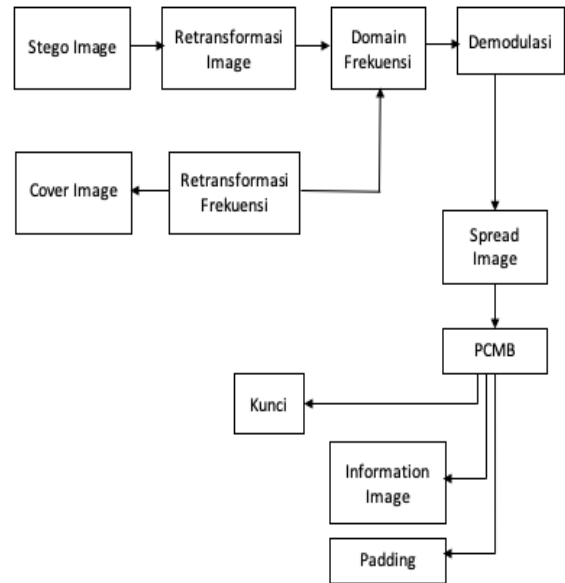 Stego Image
Retransformasi
Image
Domain
Frekuensi
Demodulasi
Cover Image
Retransformasi
Frekuensi
Spread
Image
PCMB
Kunci
Information
Image
Padding